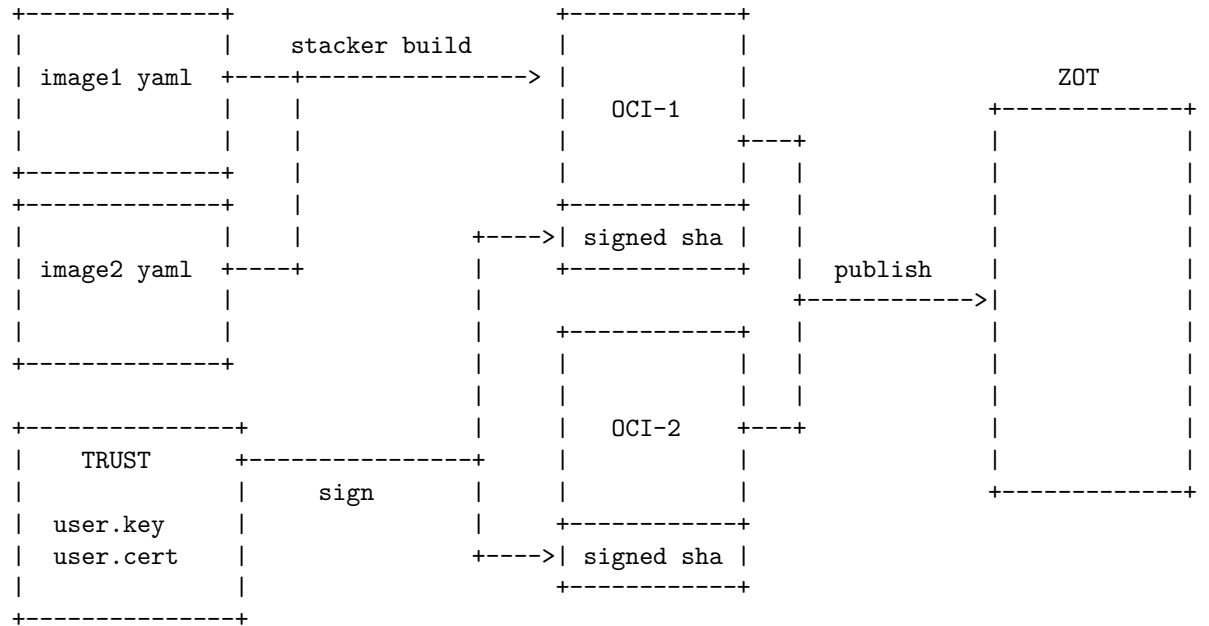 stacker build
image1 yaml
ZOT
OCI-1
signed sha
image2 yaml
publish
OCI-2
TRUST
sign
user.key
user.cert
signed sha